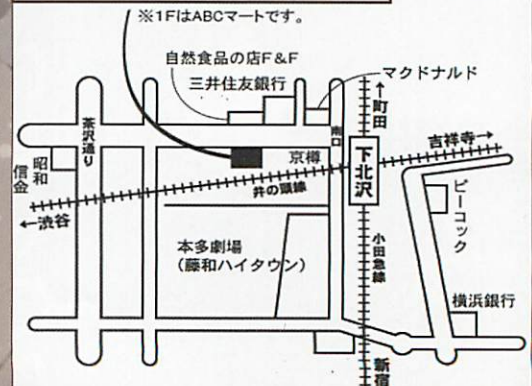 ※1FはABCマートです。
自然食品の店F&F
三井住友銀行
マクドナルド
←町田
南口
茶沢通り
昭和
信金
京樽
下北沢
吉祥寺→
井の頭線
←渋谷
ピーコック
本多劇場
(藤和ハイタウン)
小田急線
横浜銀行
新宿